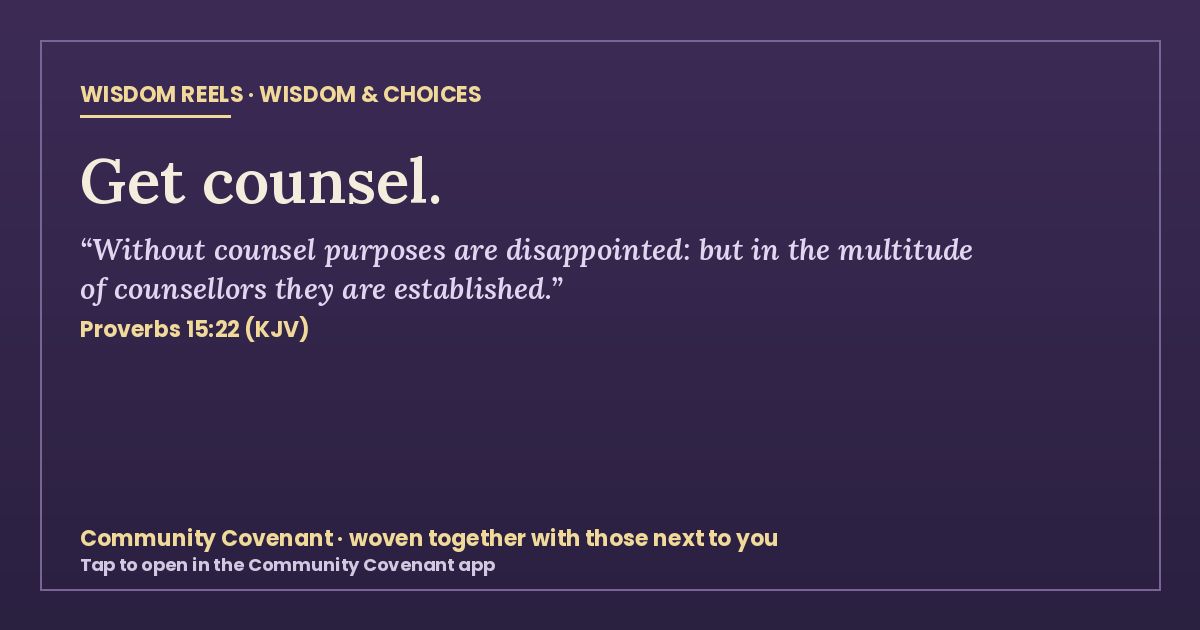 WISDOM REELS · WISDOM & CHOICES
Get counsel.
“Without counsel purposes are disappointed: but in the multitude
of counsellors they are established.”
Proverbs 15:22 (KJV)
Community Covenant · woven together with those next to you
Tap to open in the Community Covenant app